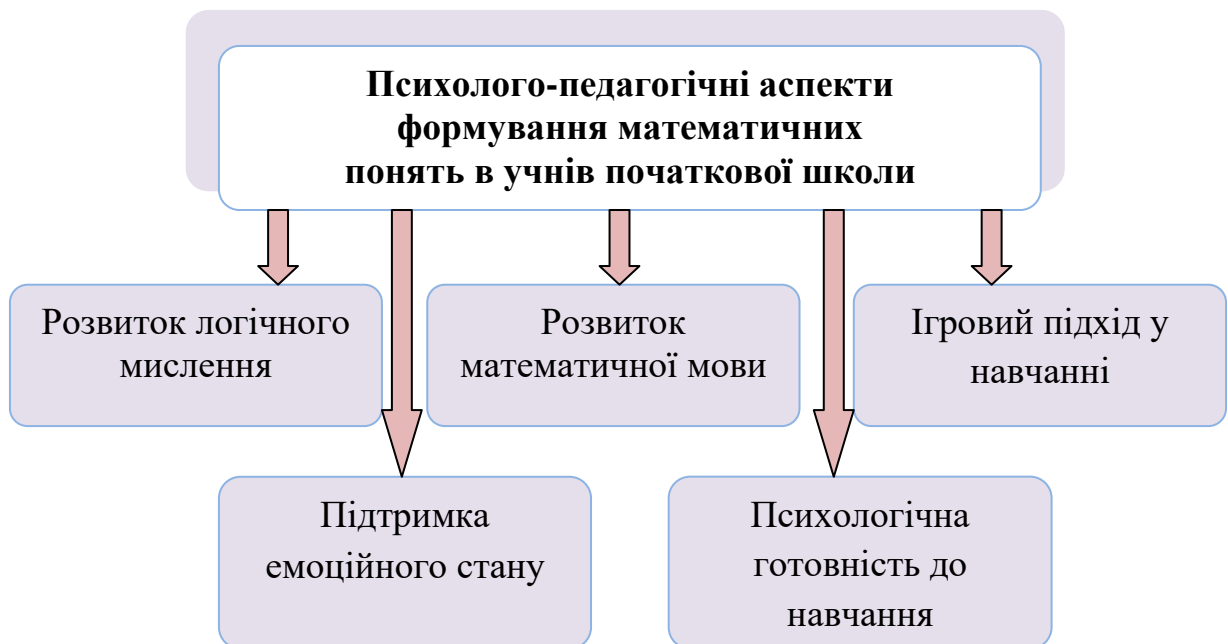 Психолого-педагогічні аспекти
формування математичних
понять в учнів початкової школи
Розвиток логічного
мислення
Розвиток
математичної мови
Ігровий підхід у
навчанні
Підтримка
емоційного стану
Психологічна
готовність до
навчання